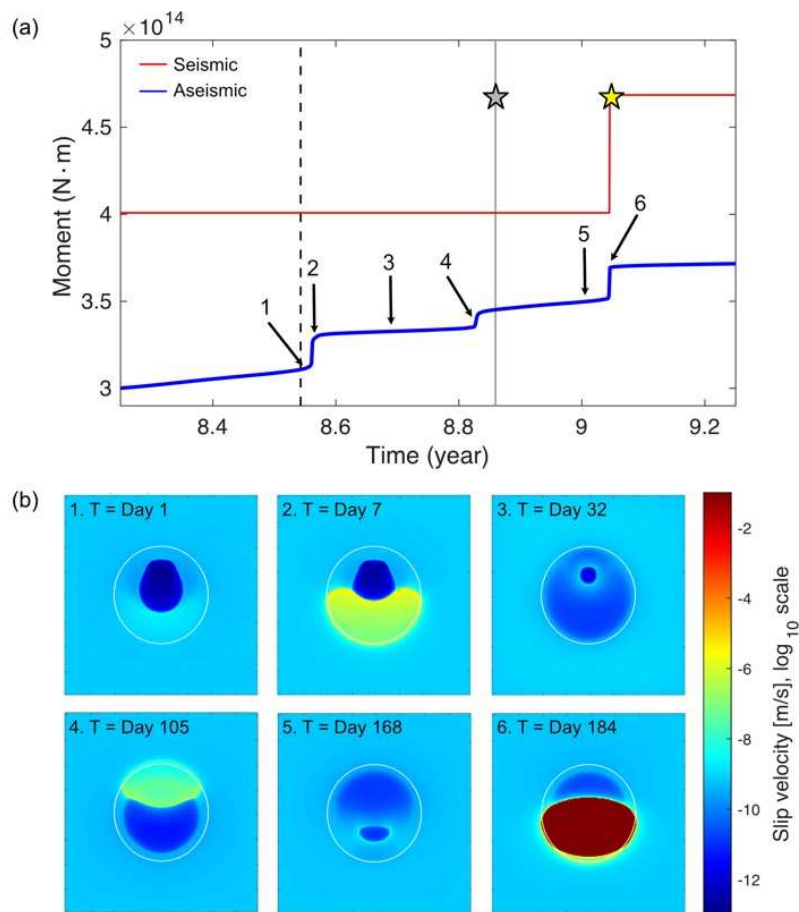 (a)
×10^14
5
4.5
4
3.5
3
Moment (N·m)
Seismic
Aseismic
1
2
3
4
5
6
8.4
8.6
8.8
9
9.2
Time (year)
(b)
1. T = Day 1
2. T = Day 7
3. T = Day 32
4. T = Day 105
5. T = Day 168
6. T = Day 184
-2
-4
-6
-8
-10
-12
Slip velocity [m/s], log_10 scale